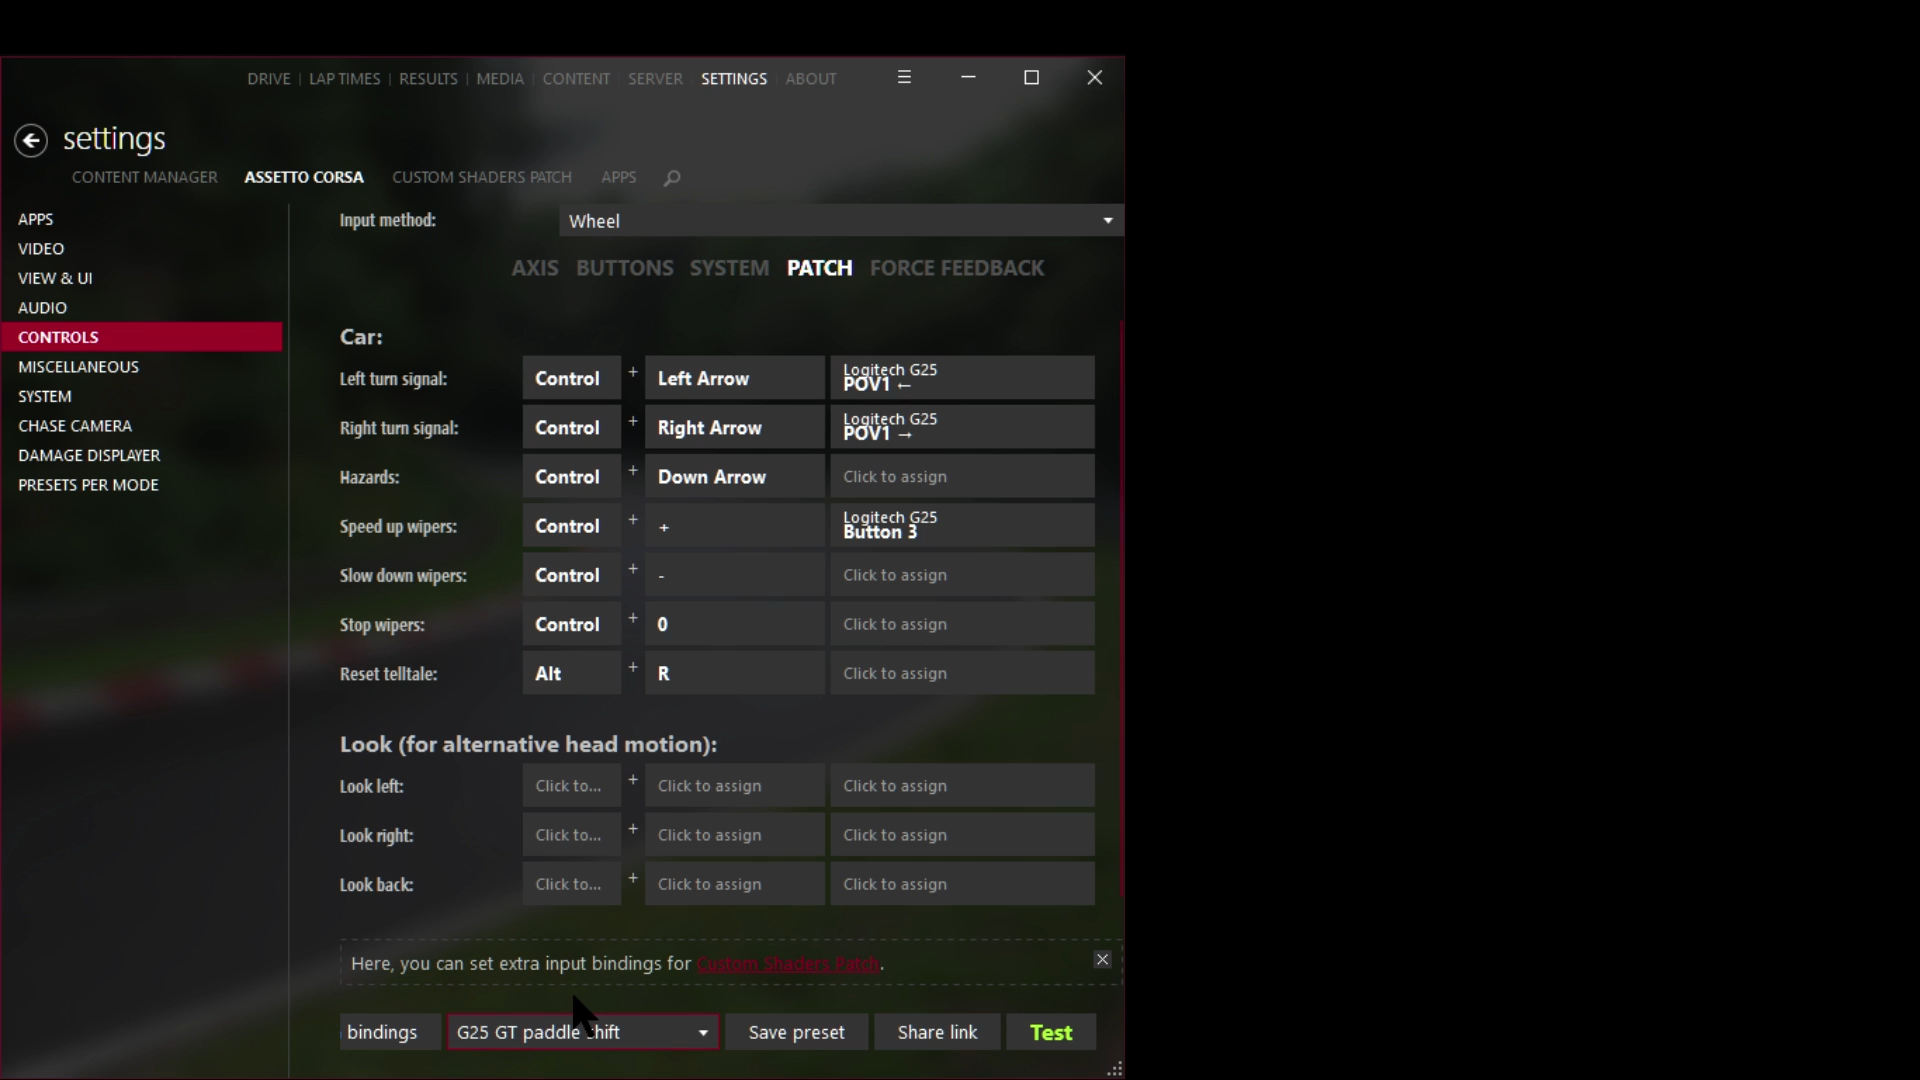 DRIVE | LAP TIMES | RESULTS | MEDIA | CONTENT | SERVER | SETTINGS | ABOUT
settings
CONTENT MANAGER ASSETTO CORSA CUSTOM SHADERS PATCH APPS
APPS
VIDEO
VIEW & UI
AUDIO
CONTROLS
MISCELLANEOUS
SYSTEM
CHASE CAMERA
DAMAGE DISPLAYER
PRESETS PER MODE
Input method: Wheel
AXIS BUTTONS SYSTEM PATCH FORCE FEEDBACK
Car:
Left turn signal: Control + Left Arrow Logitech G25 POV1 ←
Right turn signal: Control + Right Arrow Logitech G25 POV1 →
Hazards: Control + Down Arrow Click to assign
Speed up wipers: Control + + Logitech G25 Button 3
Slow down wipers: Control + - Click to assign
Stop wipers: Control + 0 Click to assign
Reset telltale: Alt + R Click to assign
Look (for alternative head motion):
Look left: Click to... + Click to assign Click to assign
Look right: Click to... + Click to assign Click to assign
Look back: Click to... + Click to assign Click to assign
Here, you can set extra input bindings for Custom Shaders Patch.
bindings G25 GT paddle shift Save preset Share link Test